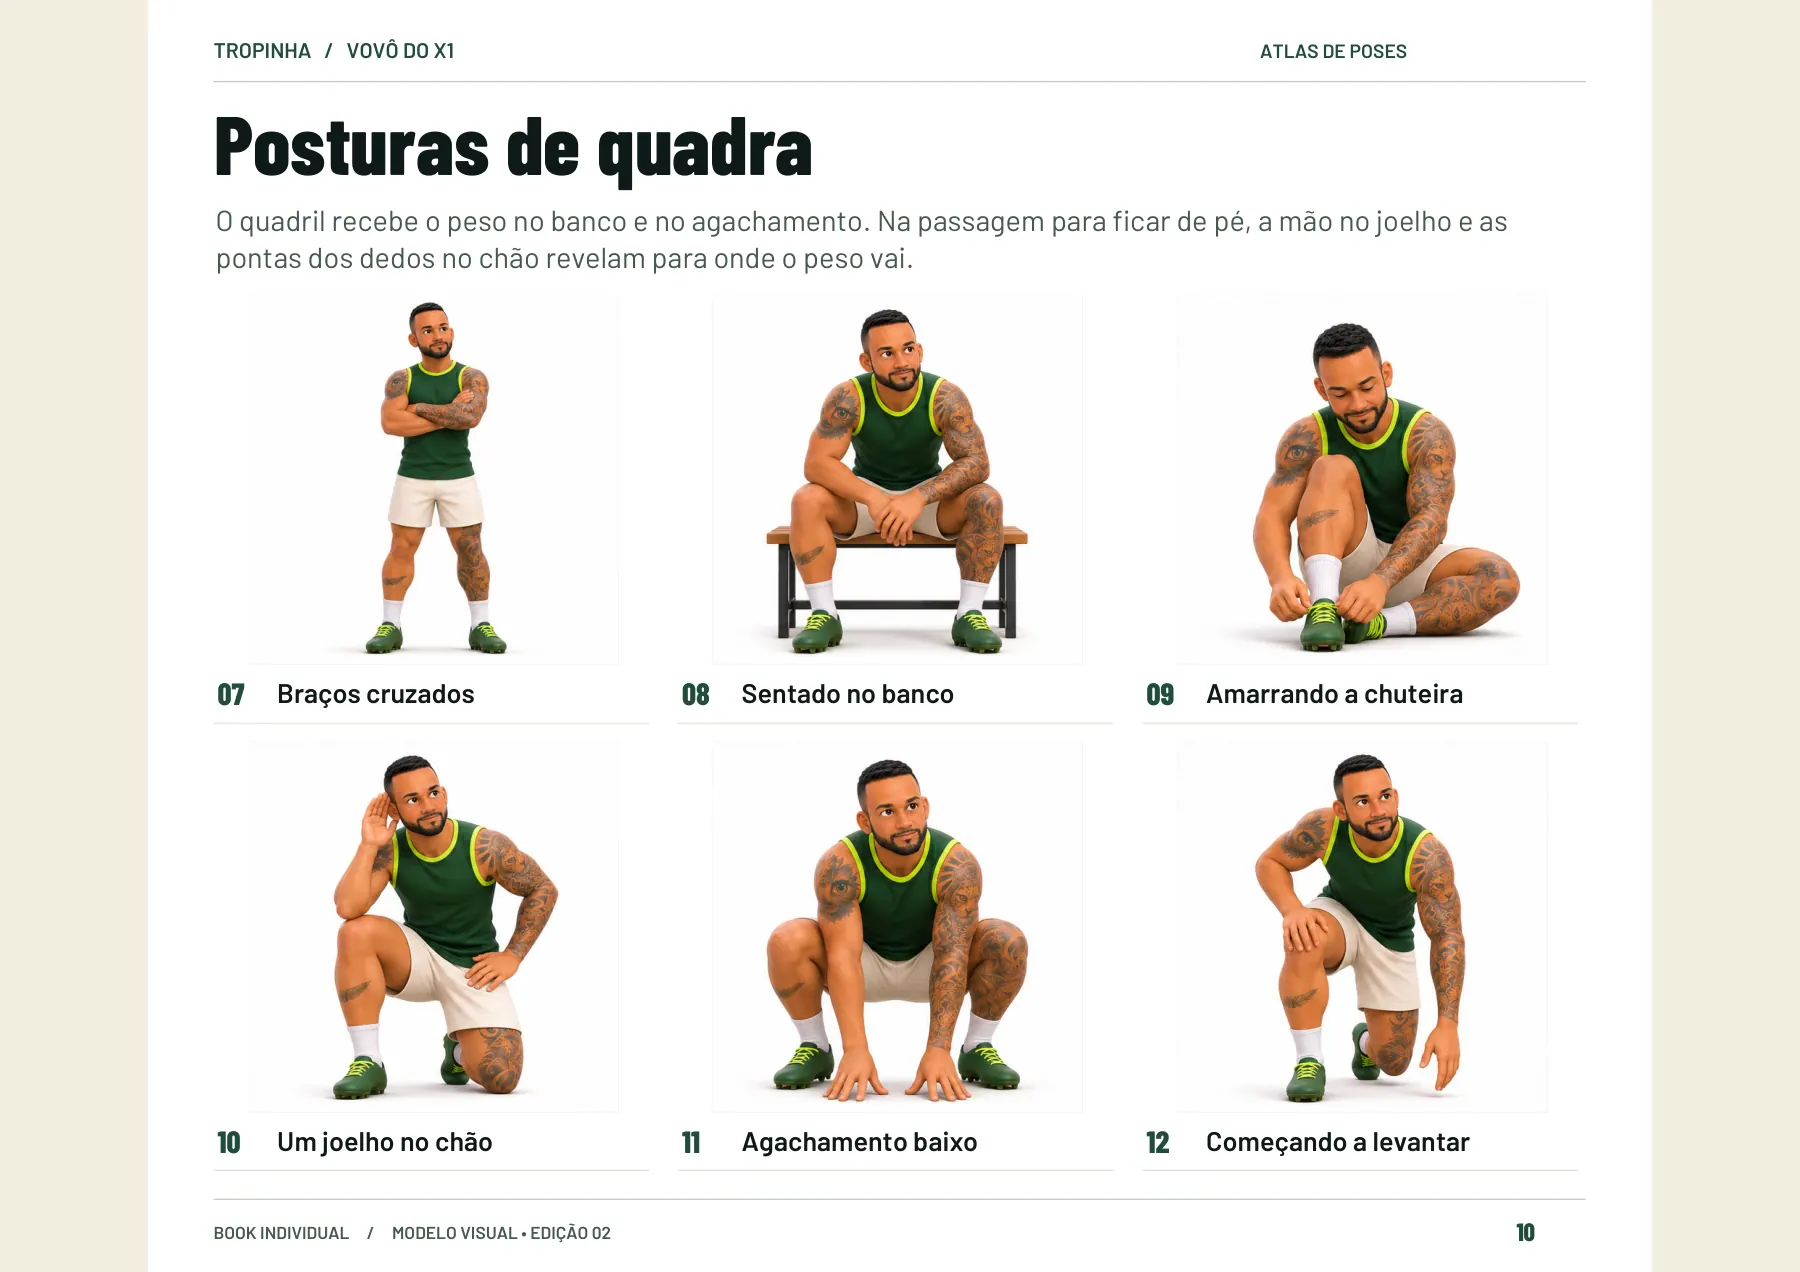 TROPINHA / VOVÔ DO X1
ATLAS DE POSES
Posturas de quadra
O quadril recebe o peso no banco e no agachamento. Na passagem para ficar de pé, a mão no joelho e as
pontas dos dedos no chão revelam para onde o peso vai.
07 Braços cruzados
08 Sentado no banco
09 Amarrando a chuteira
10 Um joelho no chão
11 Agachamento baixo
12 Começando a levantar
BOOK INDIVIDUAL / MODELO VISUAL • EDIÇÃO 02
10